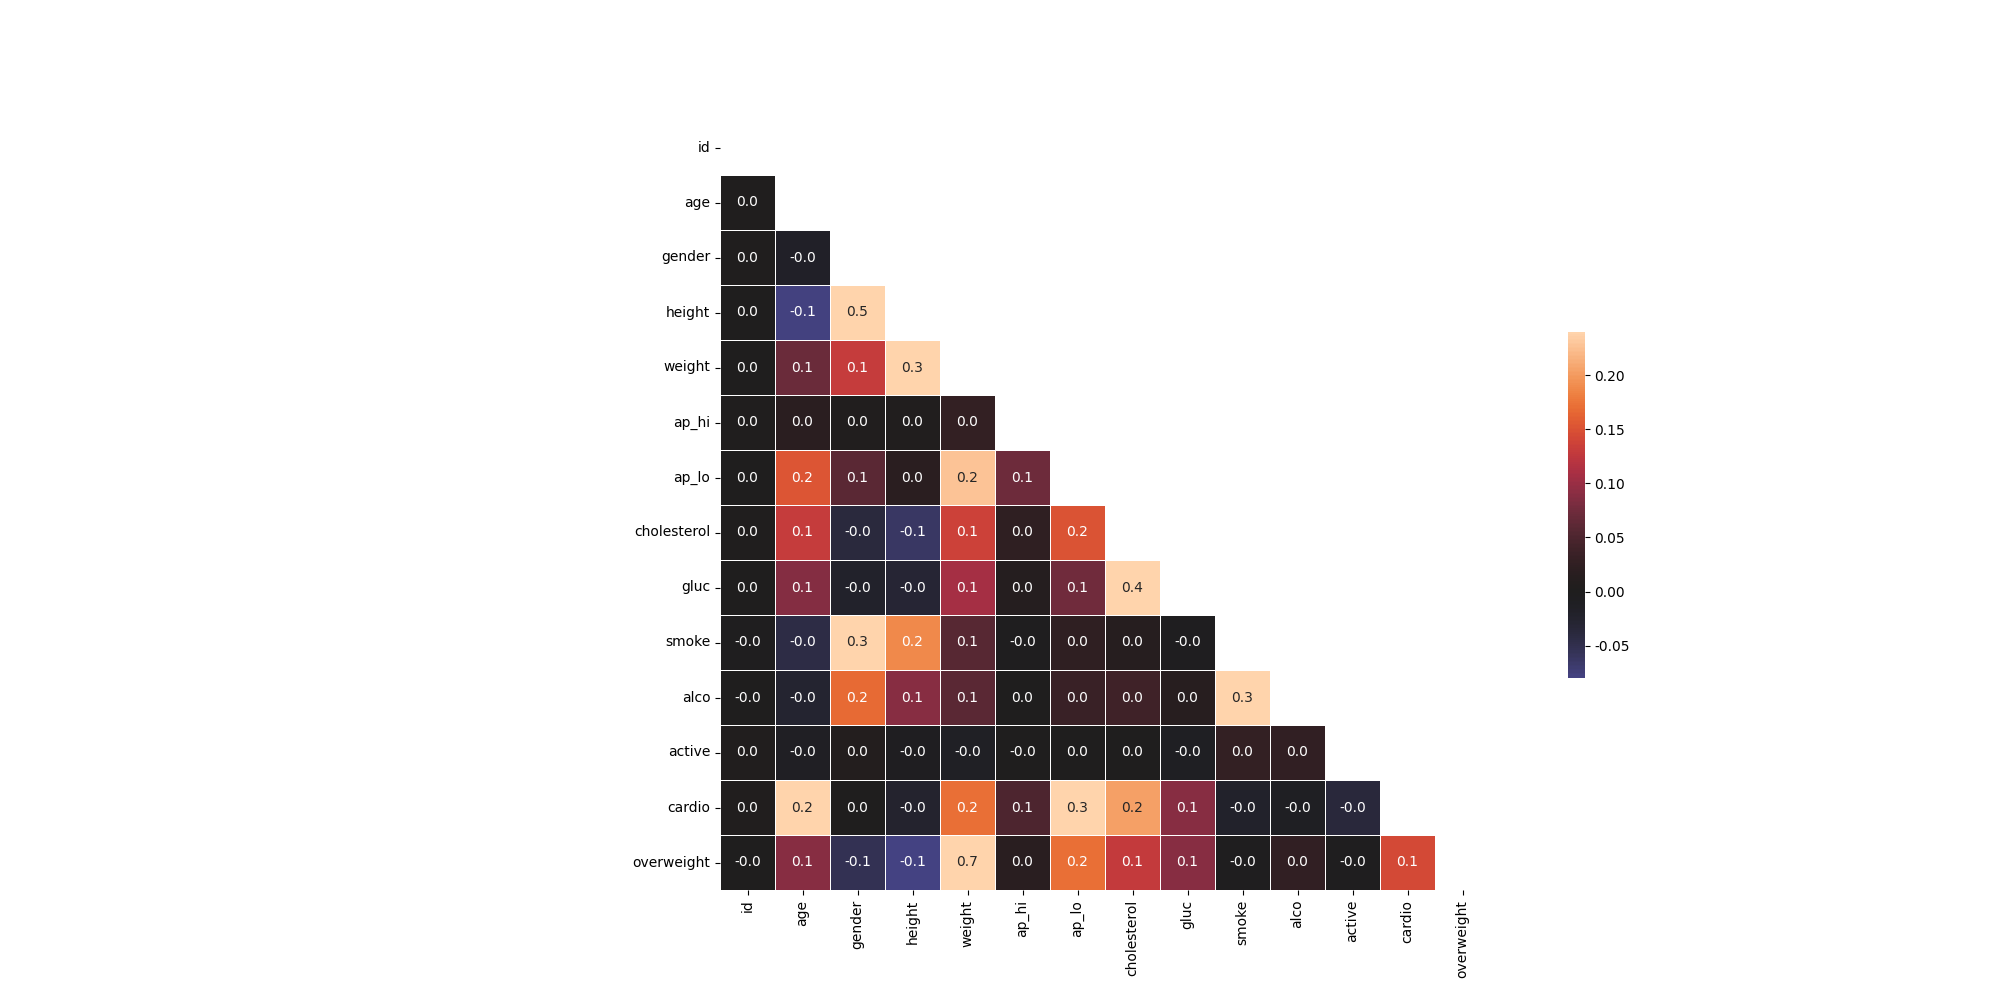 id
age 0.0
gender 0.0 -0.0
height 0.0 -0.1 0.5
weight 0.0 0.1 0.1 0.3
ap_hi 0.0 0.0 0.0 0.0 0.0
ap_lo 0.0 0.2 0.1 0.0 0.2 0.1
cholesterol 0.0 0.1 -0.0 -0.1 0.1 0.0 0.2
gluc 0.0 0.1 -0.0 -0.0 0.1 0.0 0.1 0.4
smoke -0.0 -0.0 0.3 0.2 0.1 -0.0 0.0 0.0 -0.0
alco -0.0 -0.0 0.2 0.1 0.1 0.0 0.0 0.0 0.0 0.3
active 0.0 -0.0 0.0 -0.0 -0.0 -0.0 0.0 0.0 -0.0 0.0 0.0
cardio 0.0 0.2 0.0 -0.0 0.2 0.1 0.3 0.2 0.1 -0.0 -0.0 -0.0
overweight -0.0 0.1 -0.1 -0.1 0.7 0.0 0.2 0.1 0.1 -0.0 0.0 -0.0 0.1
id age gender height weight ap_hi ap_lo cholesterol gluc smoke alco active cardio overweight
0.20
0.15
0.10
0.05
0.00
-0.05